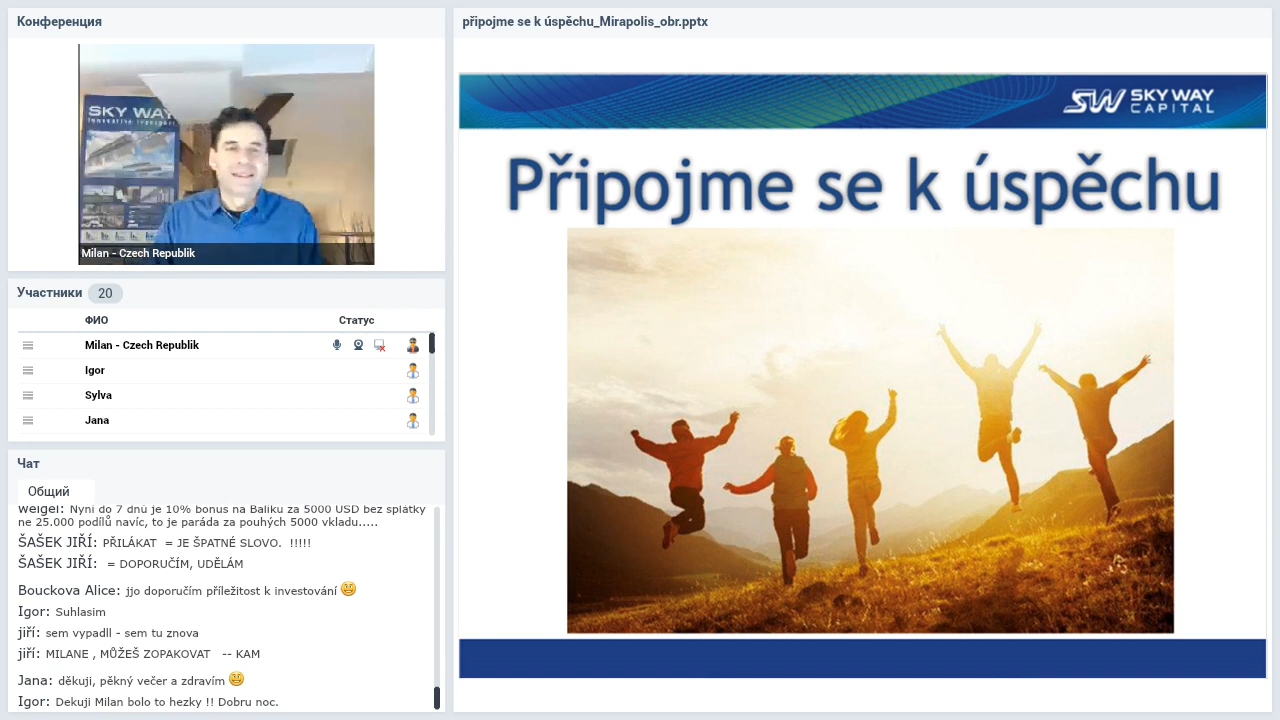 Конференция
SKY WAY
Innovative transport
Milan - Czech Republik
Участники 20
ФИО Статус
Milan - Czech Republik
Igor
Sylva
Jana
Чат
Общий
weigel: Nyní do 7 dnů je 10% bonus na Balíku za 5000 USD bez splátky
ne 25.000 podílů navíc, to je paráda za pouhých 5000 vkladu.....
ŠAŠEK JIŘÍ: PŘILÁKAT = JE ŠPATNÉ SLOVO. !!!!!
ŠAŠEK JIŘÍ: = DOPORUČÍM, UDĚLÁM
Bouckova Alice: jjo doporučím příležitost k investování
Igor: Suhlasim
jiří: sem vypadll - sem tu znova
jiří: MILANE , MŮŽEŠ ZOPAKOVAT -- KAM
Jana: děkuji, pěkný večer a zdravím
Igor: Dekuji Milan bolo to hezky !! Dobru noc.
připojme se k úspěchu_Mirapolis_obr.pptx
SW SKY WAY
CAPITAL
Připojme se k úspěchu